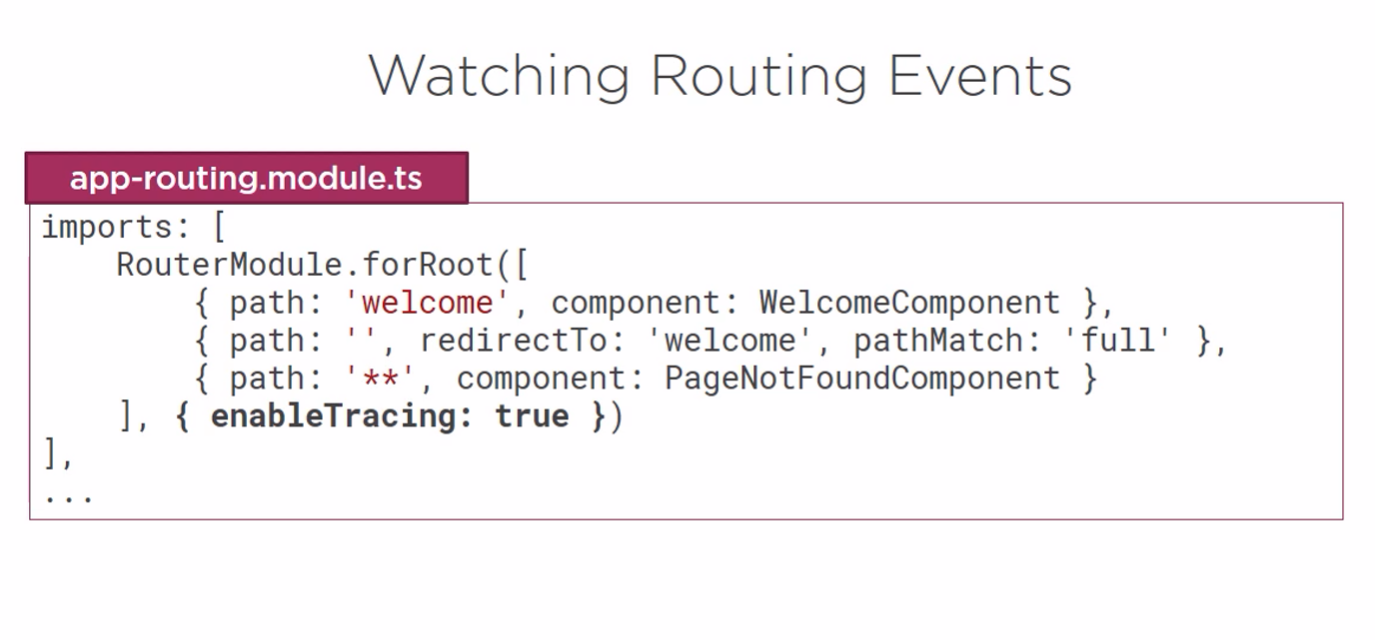 Watching Routing Events
app-routing.module.ts
imports: [
    RouterModule.forRoot([
        { path: 'welcome', component: WelcomeComponent },
        { path: '', redirectTo: 'welcome', pathMatch: 'full' },
        { path: '**', component: PageNotFoundComponent }
    ], { enableTracing: true })
],
...